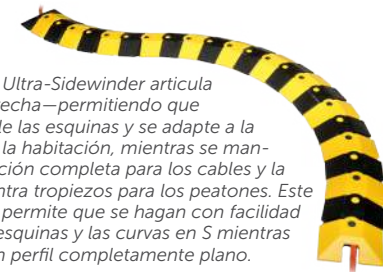 Ultra-Sidewinder articula
echa—permitiendo que
le las esquinas y se adapte a la
la habitación, mientras se man-
ción completa para los cables y la
ntra tropiezos para los peatones. Este
permite que se hagan con facilidad
esquinas y las curvas en S mientras
n perfil completamente plano.